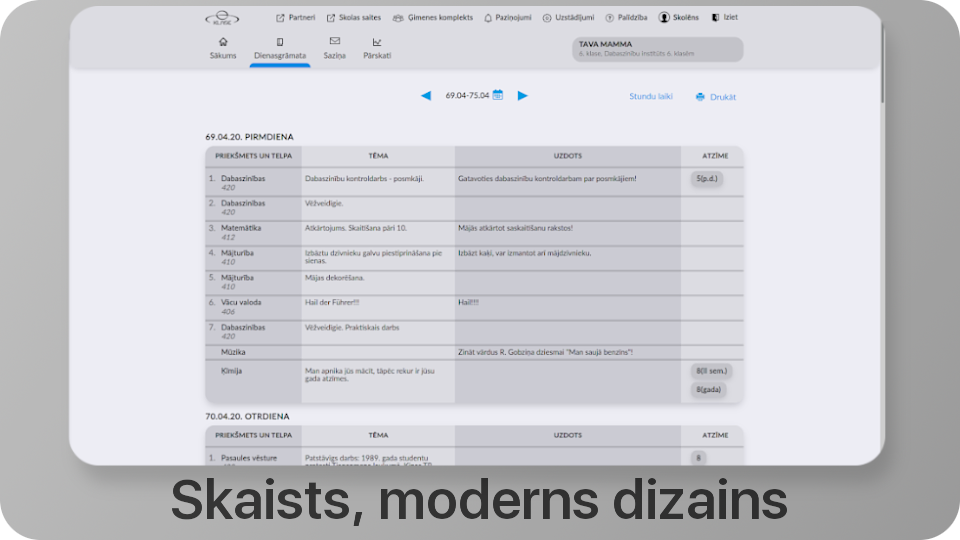 E-KLASE
Partneri Skolas saites Ģimenes komplekts Paziņojumi Uzstādījumi Palīdzība Skolēns Iziet
Sākums Dienasgrāmata Saziņa Pārskati
TAVA MAMMA
6. klase, Dabaszinību institūts 6. klasēm
69.04-75.04 Stundu laiki Drukāt
69.04.20. PIRMDIENA
PRIEKŠMETS UN TELPA TĒMA UZDOTS ATZĪME
1. Dabaszinības Dabaszinību kontroldarbs - posmkāji. Gatavoties dabaszinību kontroldarbam par posmkājiem! 5(p.d.)
420
2. Dabaszinības Vēžveidīgie.
420
3. Matemātika Atkārtojums. Skaitīšana pāri 10. Mājās atkārtot saskaitīšanu rakstos!
412
4. Mājturība Izbāztu dzīvnieku galvu piestiprināšana pie Izbāzt kaķi, var izmantot arī mājdzīvnieku.
410 sienas.
5. Mājturība Mājas dekorēšana.
410
6. Vācu valoda Hail der Führer!!! Hail!!!!
406
7. Dabaszinības Vēžveidīgie. Praktiskais darbs
420
Mūzika Zināt vārdus R. Gobziņa dziesmai "Man saujā benzīns"!
Ķīmija Man apnika jūs mācīt, tāpēc rekur ir jūsu 8(II sem.)
gada atzīmes. 8(gada)
70.04.20. OTRDIENA
PRIEKŠMETS UN TELPA TĒMA UZDOTS ATZĪME
1. Pasaules vēsture Patstāvīgs darbs: 1989. gada studentu 8
Skaists, moderns dizains